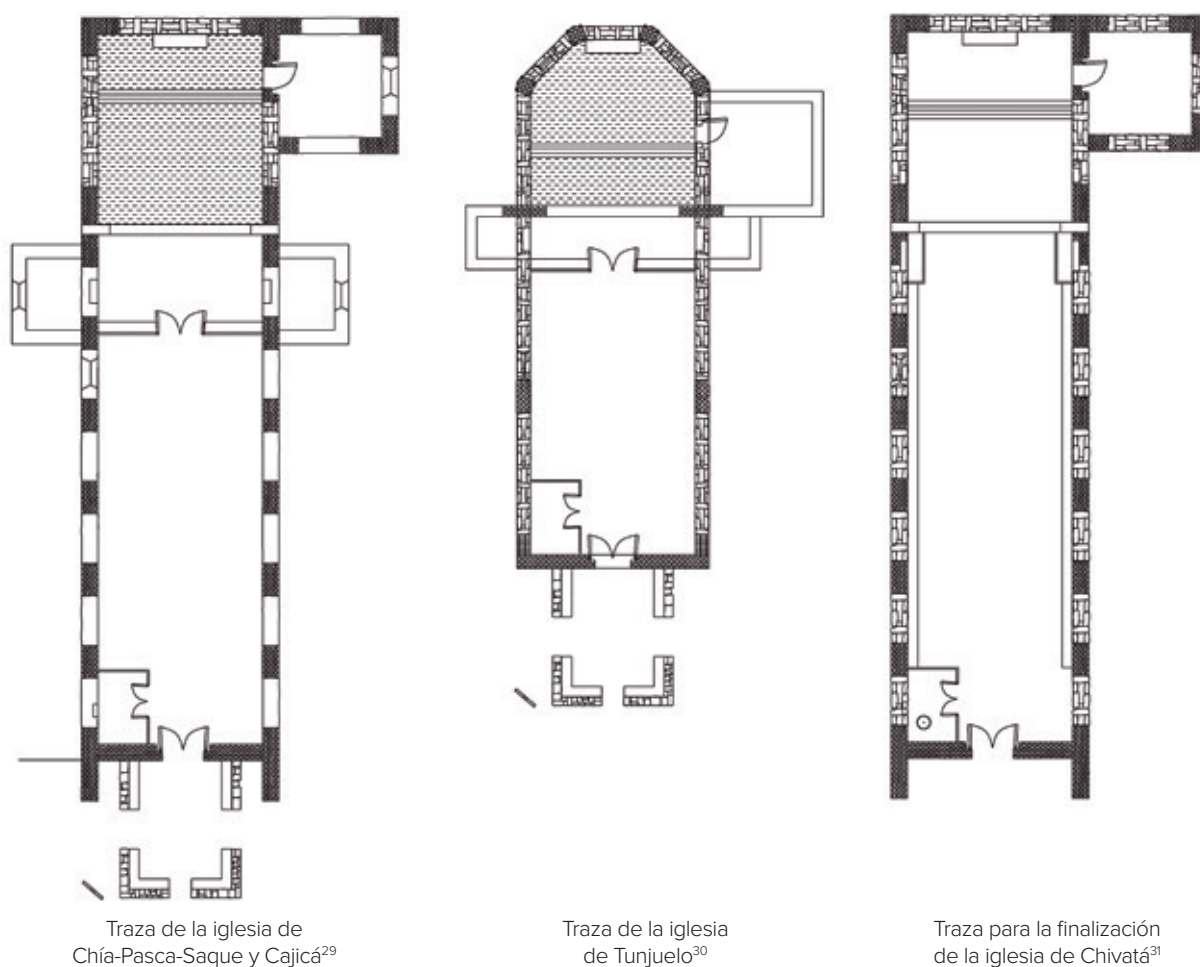 Traza de la iglesia de
Chía-Pasca-Saque y Cajicá²⁹
Traza de la iglesia
de Tunjuelo³⁰
Traza para la finalización
de la iglesia de Chivatá³¹